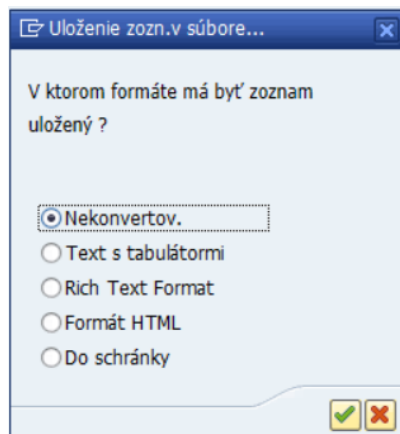 Uloženie zozn.v súbore...
V ktorom formáte má byť zoznam
uložený ?
Nekonvertov.
Text s tabulátormi
Rich Text Format
Formát HTML
Do schránky